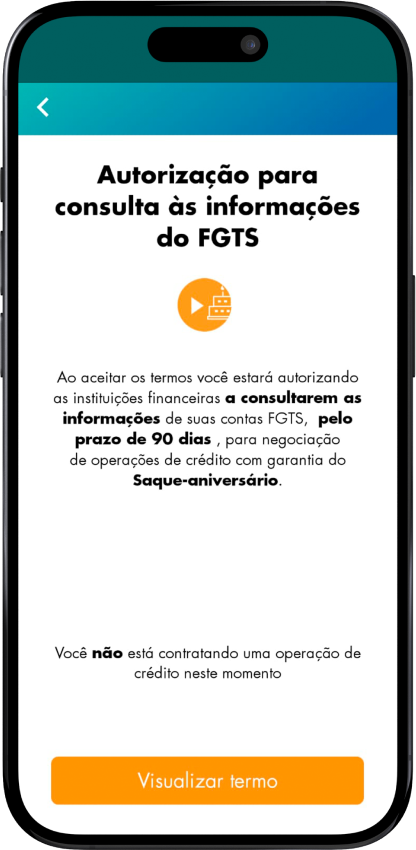 Autorização para
consulta às informações
do FGTS
Ao aceitar os termos você estará autorizando
as instituições financeiras a consultarem as
informações de suas contas FGTS, pelo
prazo de 90 dias , para negociação
de operações de crédito com garantia do
Saque-aniversário.
Você não está contratando uma operação de
crédito neste momento
Visualizar termo